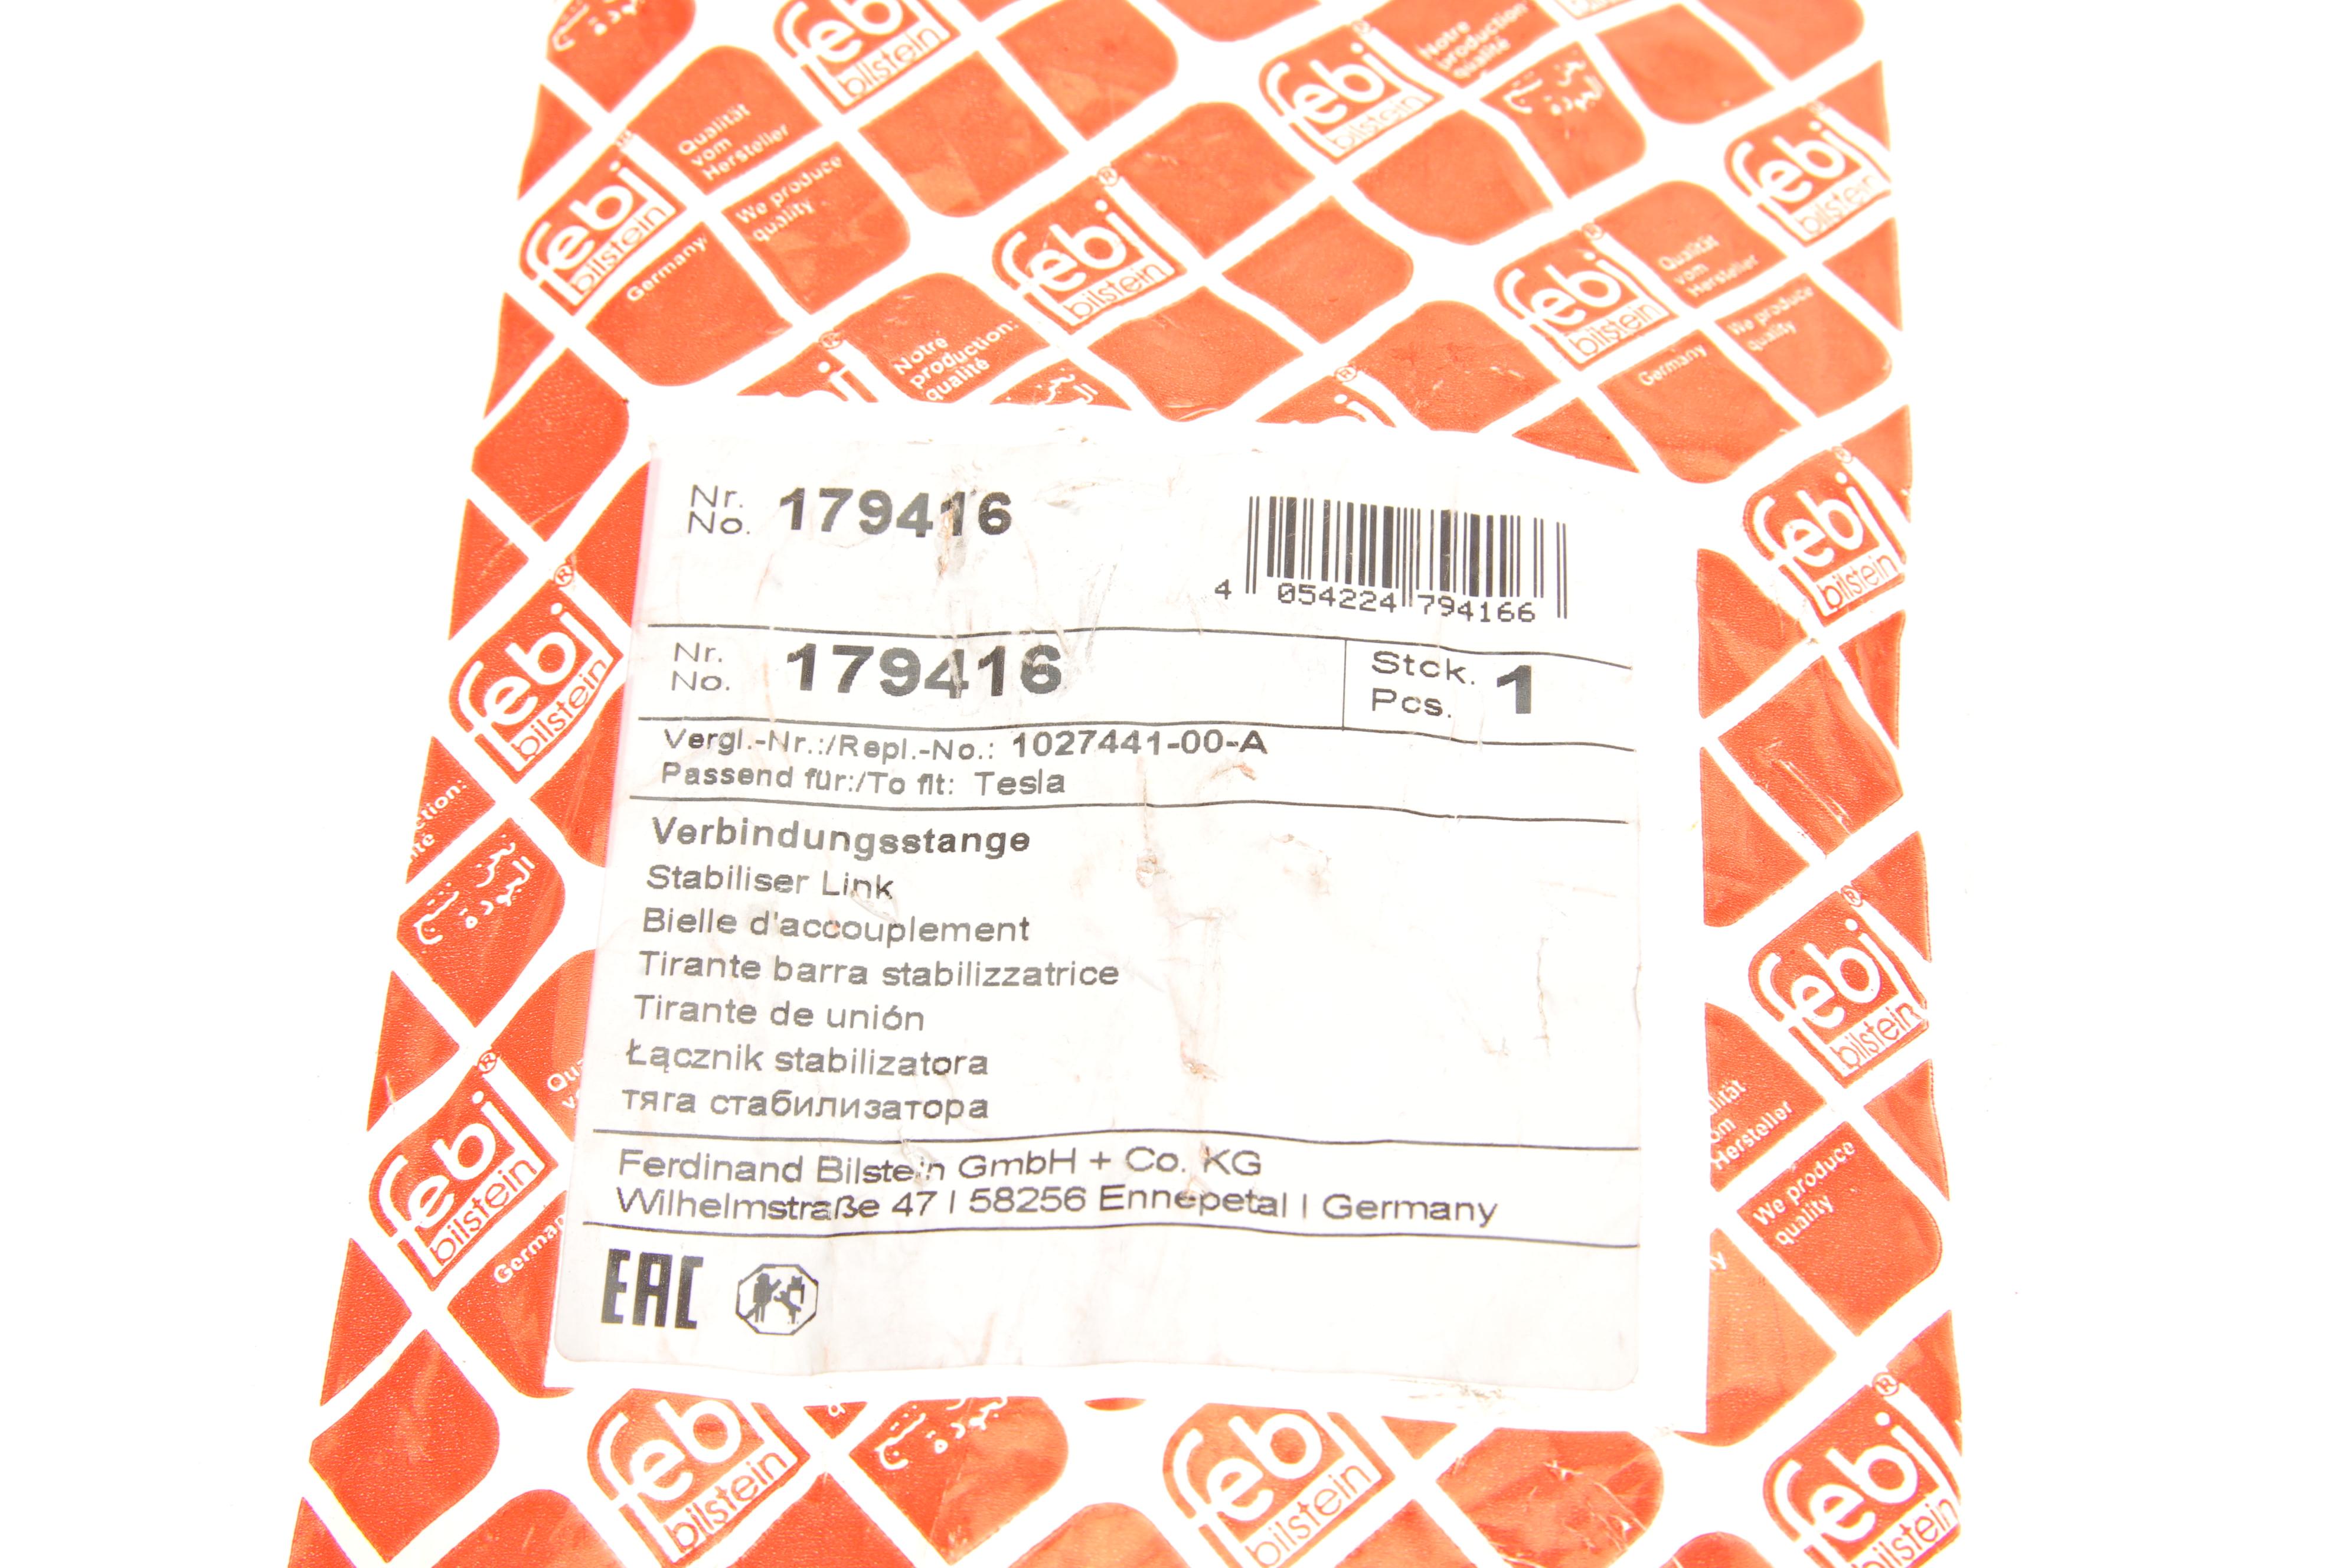 febi
bilstein
Qualität
vom
Hersteller
We produce
quality
Germany
Notre
production:
qualité
Nr.
No. 179416
4 054224 794166
Nr.
No. 179416
Stck.
Pcs. 1
Vergl.-Nr.:/Repl.-No.: 1027441-00-A
Passend für:/To fit: Tesla
Verbindungsstange
Stabiliser Link
Bielle d'accouplement
Tirante barra stabilizzatrice
Tirante de unión
Łącznik stabilizatora
тяга стабилизатора
Ferdinand Bilstein GmbH + Co. KG
Wilhelmstraße 47 | 58256 Ennepetal | Germany
EAC